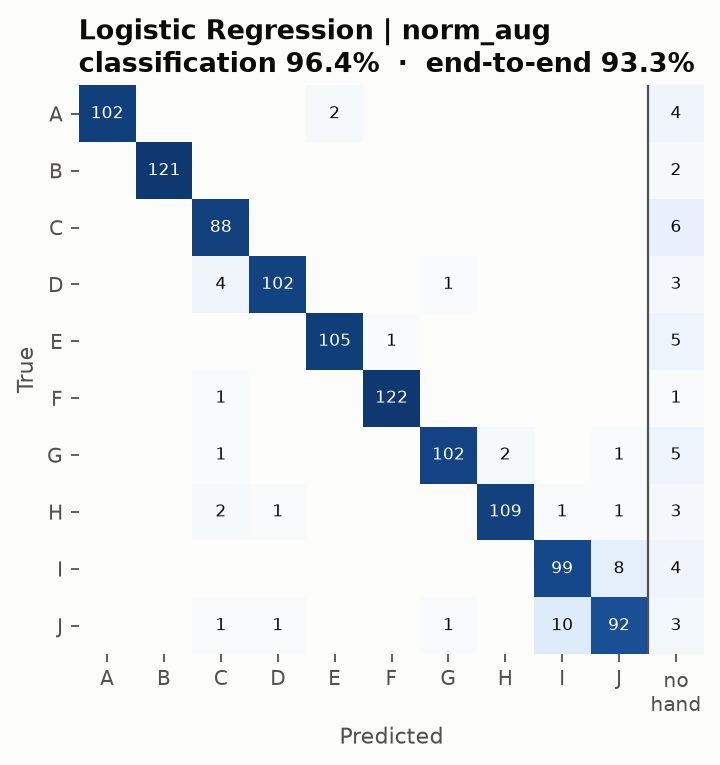 Logistic Regression | norm_aug
classification 96.4%  ·  end-to-end 93.3%
A 102 2 4
B 121 2
C 88 6
D 4 102 1 3
E 105 1 5
F 1 122 1
G 1 102 2 1 5
H 2 1 109 1 1 3
I 99 8 4
J 1 1 1 10 92 3
True
A B C D E F G H I J no
hand
Predicted